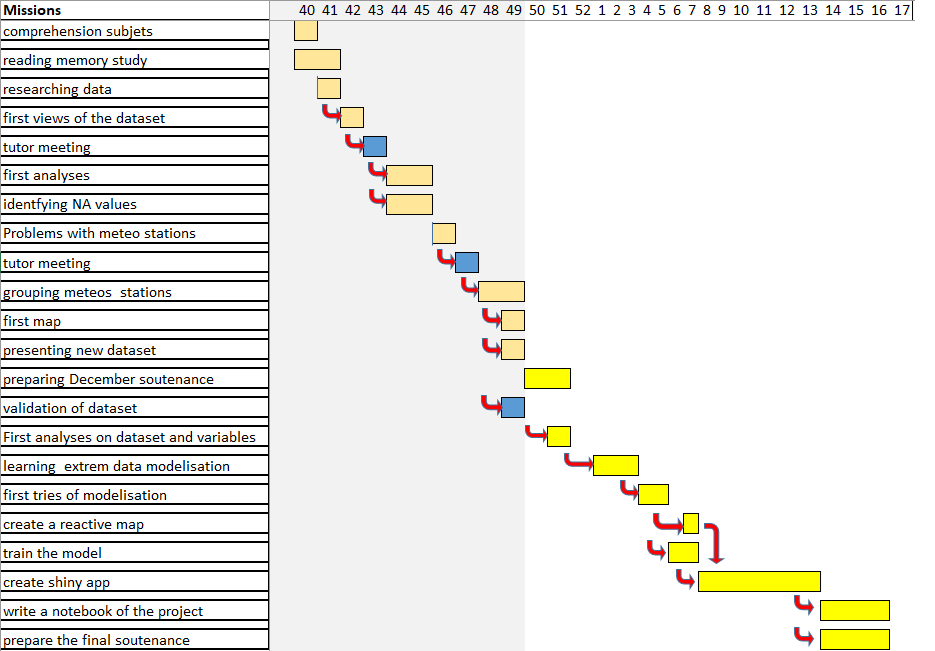 Missions 40 41 42 43 44 45 46 47 48 49 50 51 52 1 2 3 4 5 6 7 8 9 10 11 12 13 14 15 16 17
comprehension subjets
reading memory study
researching data
first views of the dataset
tutor meeting
first analyses
identfying NA values
Problems with meteo stations
tutor meeting
grouping meteos  stations
first map
presenting new dataset
preparing December soutenance
validation of dataset
First analyses on dataset and variables
learning  extrem data modelisation
first tries of modelisation
create a reactive map
train the model
create shiny app
write a notebook of the project
prepare the final soutenance